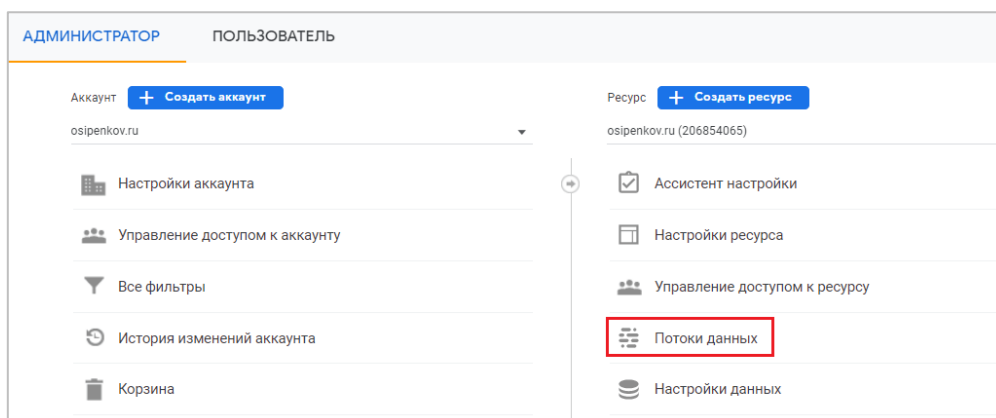 АДМИНИСТРАТОР ПОЛЬЗОВАТЕЛЬ
Аккаунт + Создать аккаунт
osipenkov.ru
Настройки аккаунта
Управление доступом к аккаунту
Все фильтры
История изменений аккаунта
Корзина
Ресурс + Создать ресурс
osipenkov.ru (206854065)
Ассистент настройки
Настройки ресурса
Управление доступом к ресурсу
Потоки данных
Настройки данных